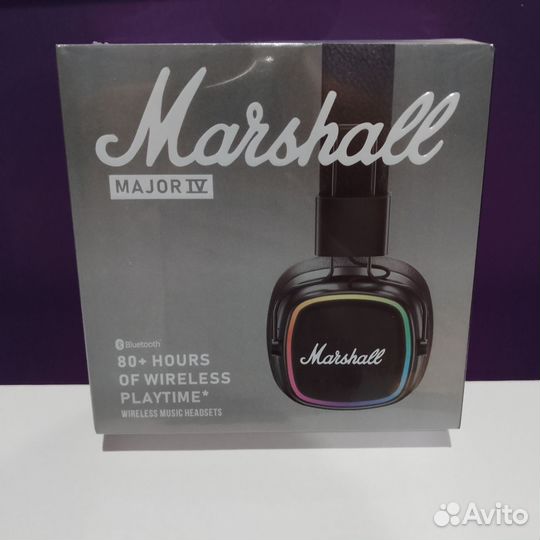 Marshall
MAJOR IV
Bluetooth®
80+ HOURS
OF WIRELESS
PLAYTIME*
WIRELESS MUSIC HEADSETS
Marshall
Avito